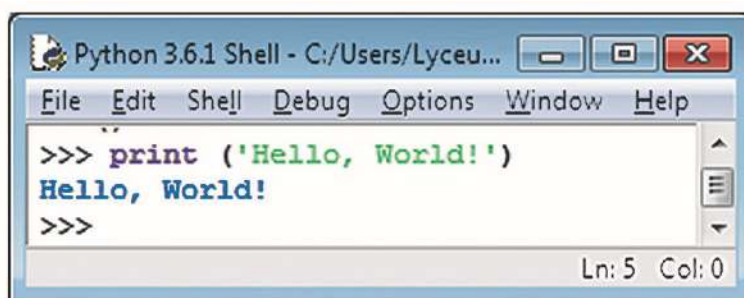 Python 3.6.1 Shell - C:/Users/Lyceu...
File Edit Shell Debug Options Window Help
>>> print ('Hello, World!')
Hello, World!
>>>
Ln: 5 Col: 0